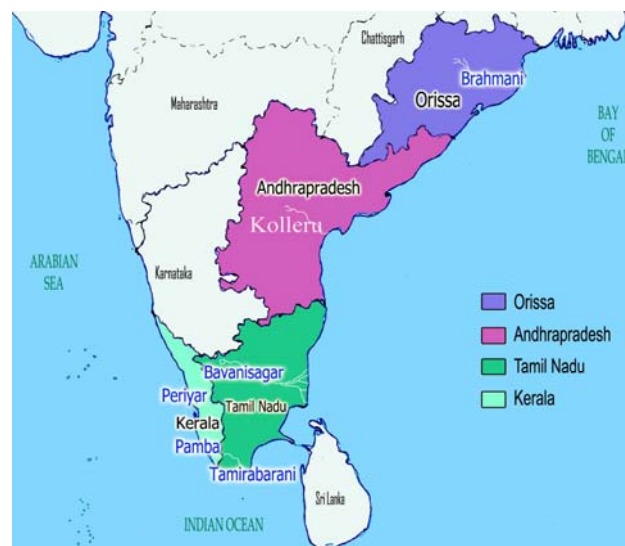 Chattisgarh
Brahmani
Orissa
Maharashtra
BAY
OF
BENGAL
Andhrapradesh
Kolleru
ARABIAN
SEA
Karnataka
Orissa
Andhrapradesh
Tamil Nadu
Kerala
Bavanisagar
Periyar
Tamil Nadu
Kerala
Pamba
Tamirabarani
Sri Lanka
INDIAN OCEAN